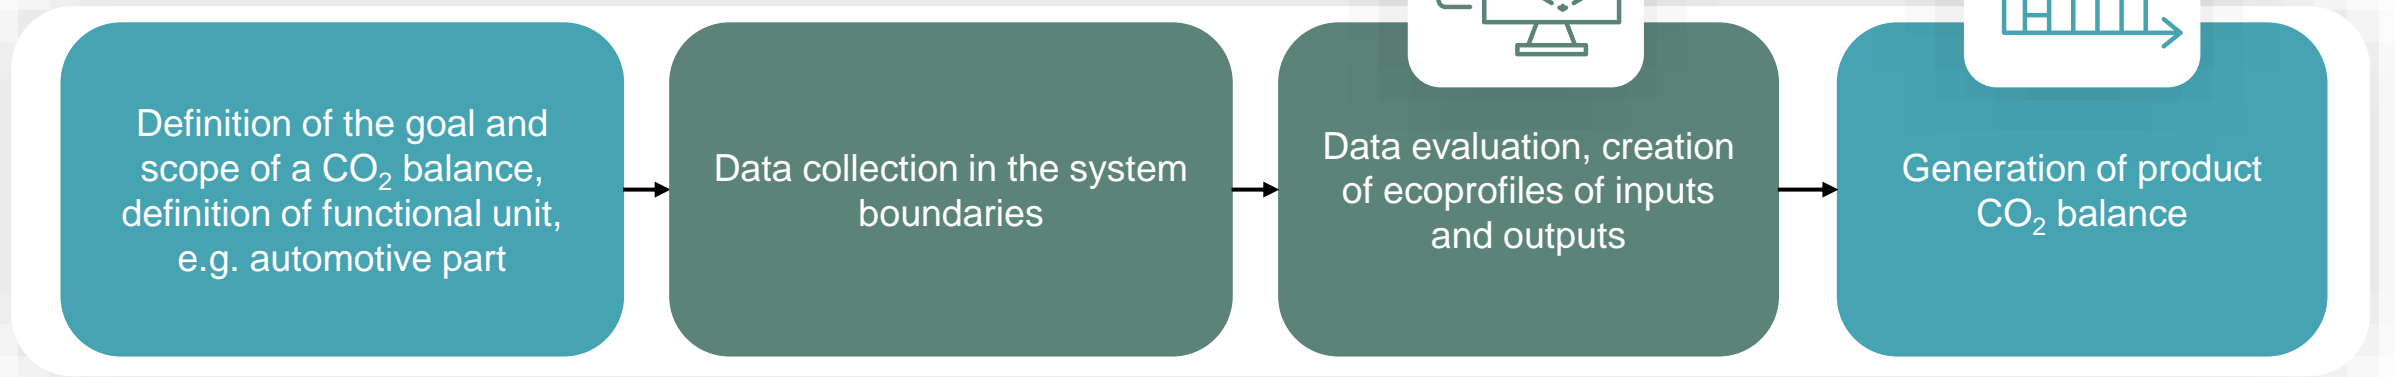 Definition of the goal and
scope of a CO₂ balance,
definition of functional unit,
e.g. automotive part
Data collection in the system
boundaries
Data evaluation, creation
of ecoprofiles of inputs
and outputs
Generation of product
CO₂ balance